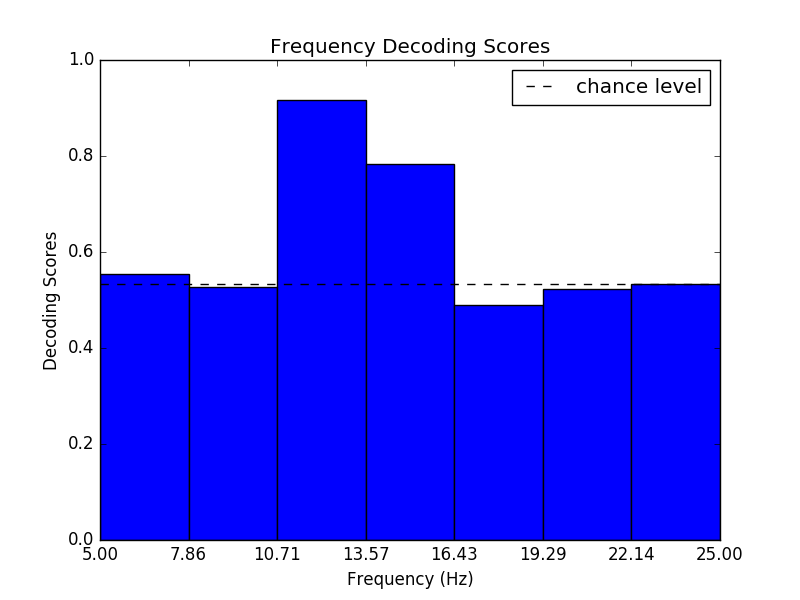 Frequency Decoding Scores
chance level
1.0
0.8
0.6
0.4
0.2
0.0
Decoding Scores
5.00 7.86 10.71 13.57 16.43 19.29 22.14 25.00
Frequency (Hz)